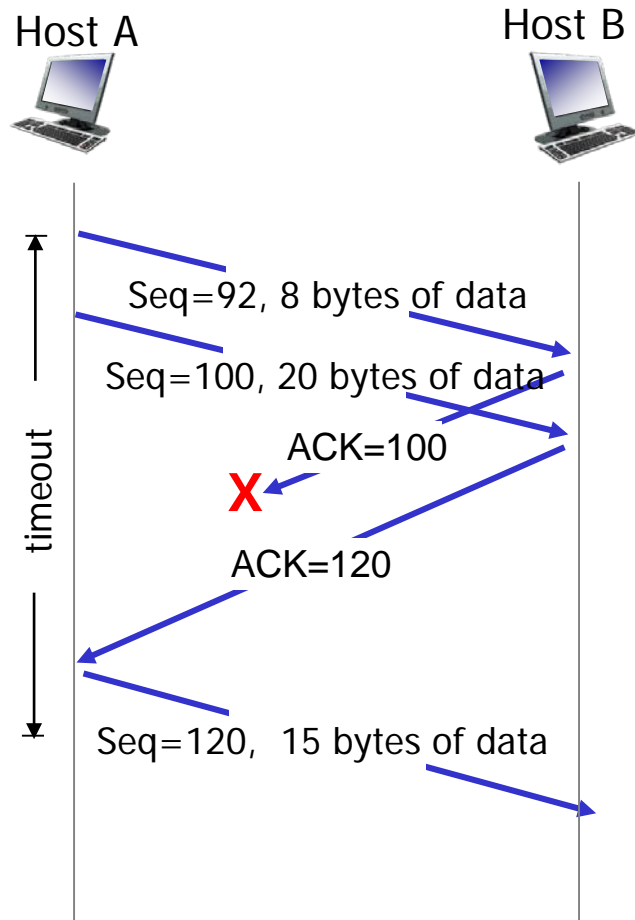 Host A
Host B
Seq=92, 8 bytes of data
Seq=100, 20 bytes of data
ACK=100
X
timeout
ACK=120
Seq=120, 15 bytes of data